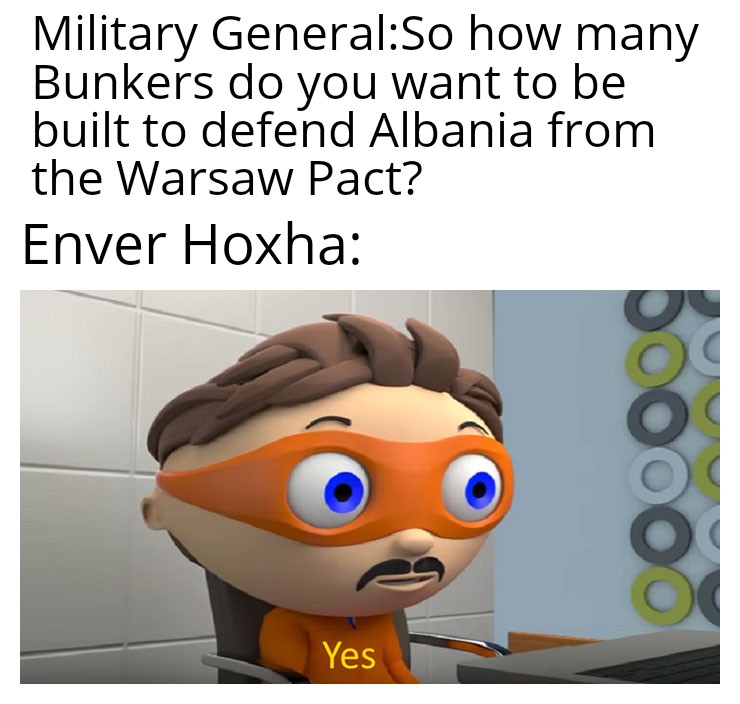 Military General:So how many
Bunkers do you want to be
built to defend Albania from
the Warsaw Pact?
Enver Hoxha:
Yes